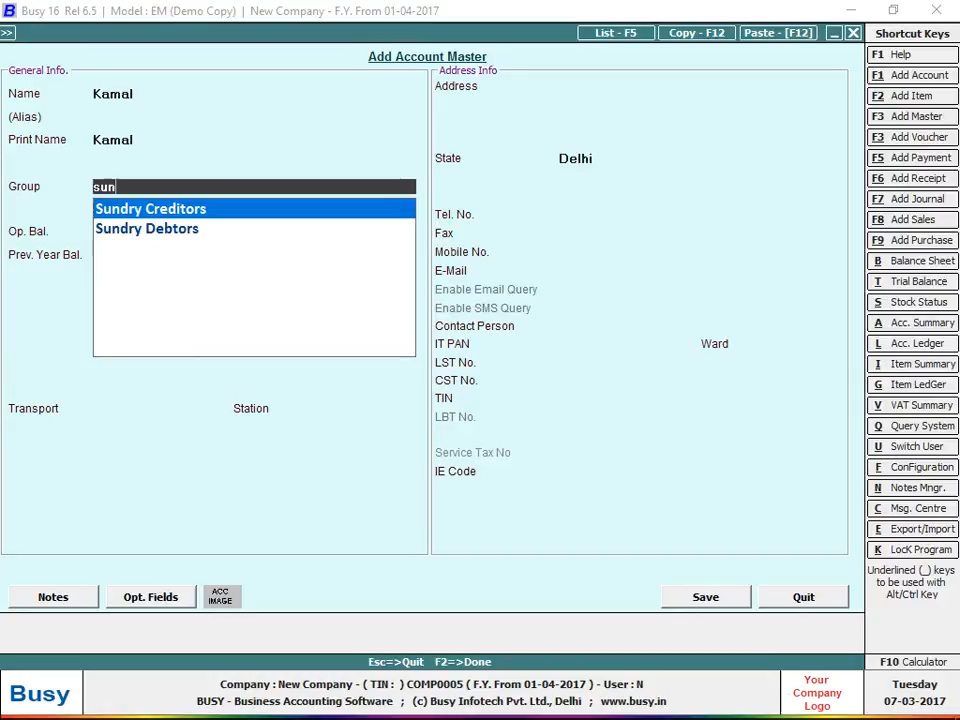 Busy 16 Rel 6.5 | Model : EM (Demo Copy) | New Company - F.Y. From 01-04-2017
>> List - F5 Copy - F12 Paste - [F12]
Shortcut Keys
Add Account Master
General Info.
Name Kamal
(Alias)
Print Name Kamal
Group sun
Sundry Creditors
Sundry Debtors
Op. Bal.
Prev. Year Bal.
Transport Station
Address Info
Address
State Delhi
Tel. No.
Fax
Mobile No.
E-Mail
Enable Email Query
Enable SMS Query
Contact Person
IT PAN Ward
LST No.
CST No.
TIN
LBT No.
Service Tax No
IE Code
Notes Opt. Fields ACC IMAGE Save Quit
F1 Help
F1 Add Account
F2 Add Item
F3 Add Master
F3 Add Voucher
F5 Add Payment
F6 Add Receipt
F7 Add Journal
F8 Add Sales
F9 Add Purchase
B Balance Sheet
T Trial Balance
S Stock Status
A Acc. Summary
L Acc. Ledger
I Item Summary
G Item LedGer
V VAT Summary
Q Query System
U Switch User
F ConFiguration
N Notes Mngr.
C Msg. Centre
E Export/Import
K LocK Program
Underlined (_) keys
to be used with
Alt/Ctrl Key
Esc=>Quit F2=>Done
F10 Calculator
Busy
Company : New Company - ( TIN : ) COMP0005 ( F.Y. From 01-04-2017 ) - User : N
BUSY - Business Accounting Software ; (c) Busy Infotech Pvt. Ltd., Delhi ; www.busy.in
Your
Company
Logo
Tuesday
07-03-2017